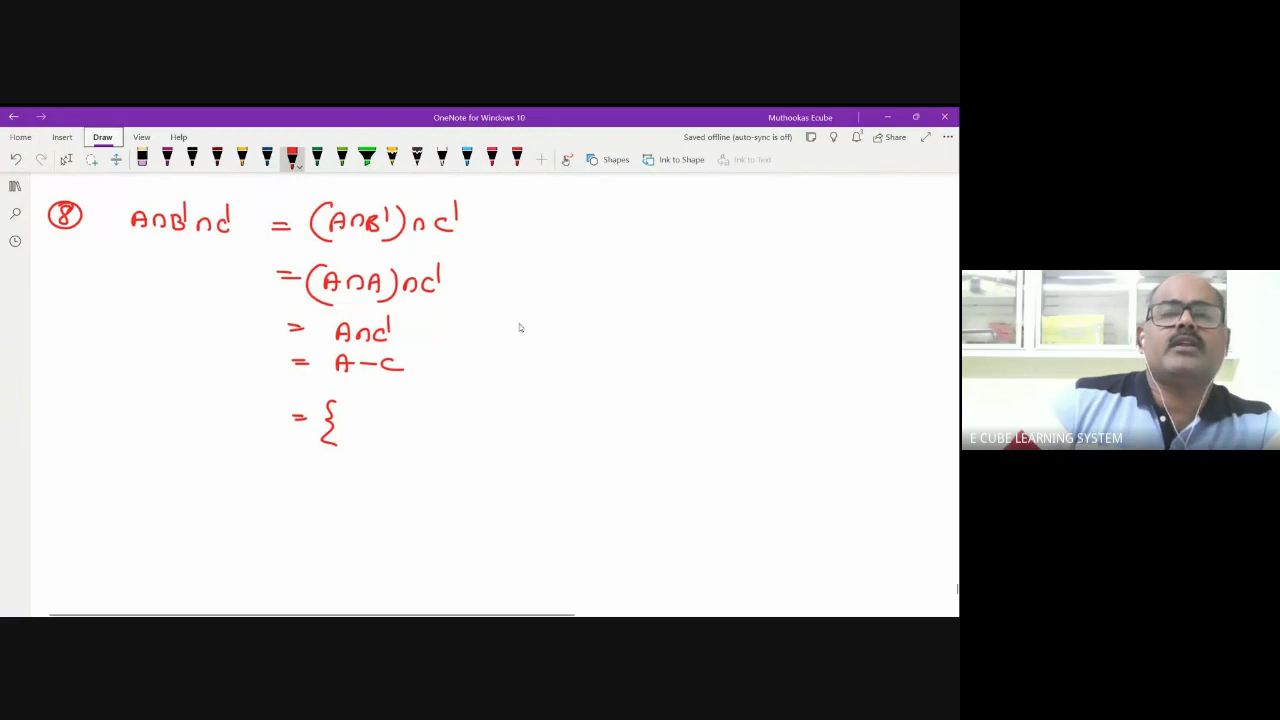 OneNote for Windows 10
Muthookas Ecube
Home Insert Draw View Help
Saved offline (auto-sync is off)
Share
Shapes
Ink to Shape
Ink to Text
⑧ A∩B'∩C' = (A∩B')∩C'
= (A∩A)∩C'
= A∩C'
= A-C
= {
E CUBE LEARNING SYSTEM